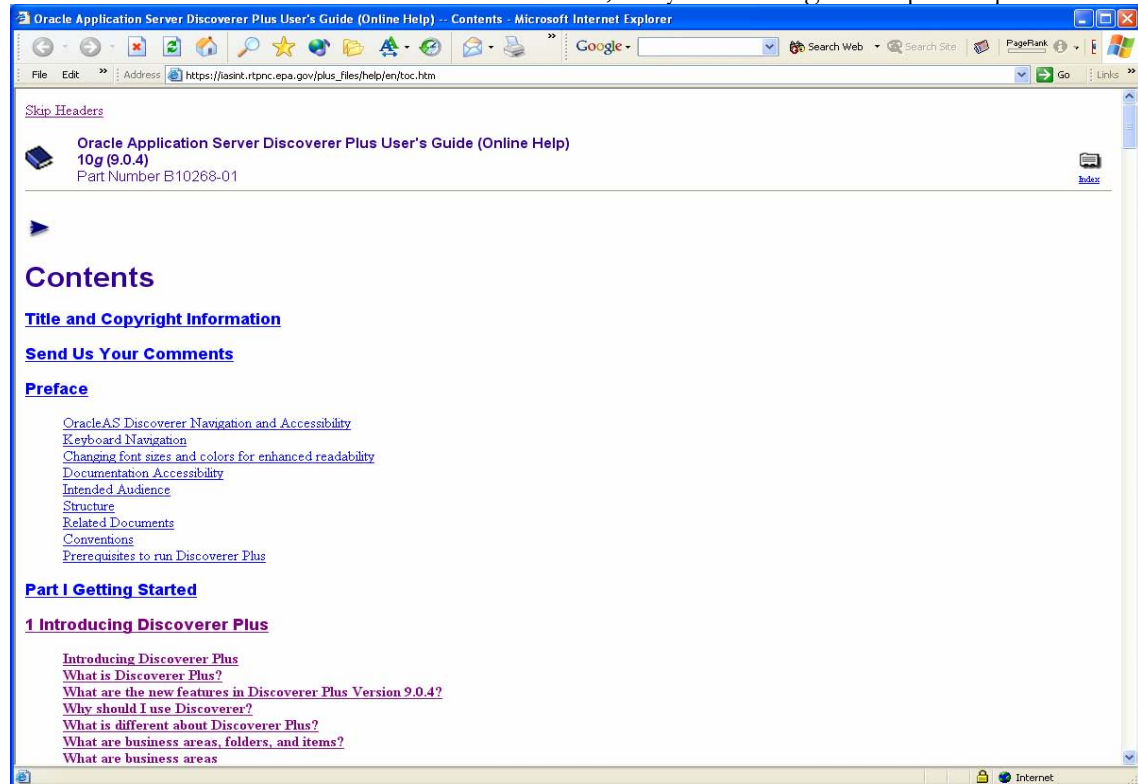 Oracle Application Server Discoverer Plus User's Guide (Online Help) -- Contents - Microsoft Internet Explorer
Google
Search Web
Search Site
PageRank
File Edit » Address https://iasint.rtpnc.epa.gov/plus_files/help/en/toc.htm Go Links »
Skip Headers
Oracle Application Server Discoverer Plus User's Guide (Online Help)
10g (9.0.4)
Part Number B10268-01
Index
Contents
Title and Copyright Information
Send Us Your Comments
Preface
OracleAS Discoverer Navigation and Accessibility
Keyboard Navigation
Changing font sizes and colors for enhanced readability
Documentation Accessibility
Intended Audience
Structure
Related Documents
Conventions
Prerequisites to run Discoverer Plus
Part I Getting Started
1 Introducing Discoverer Plus
Introducing Discoverer Plus
What is Discoverer Plus?
What are the new features in Discoverer Plus Version 9.0.4?
Why should I use Discoverer?
What is different about Discoverer Plus?
What are business areas, folders, and items?
What are business areas
Internet